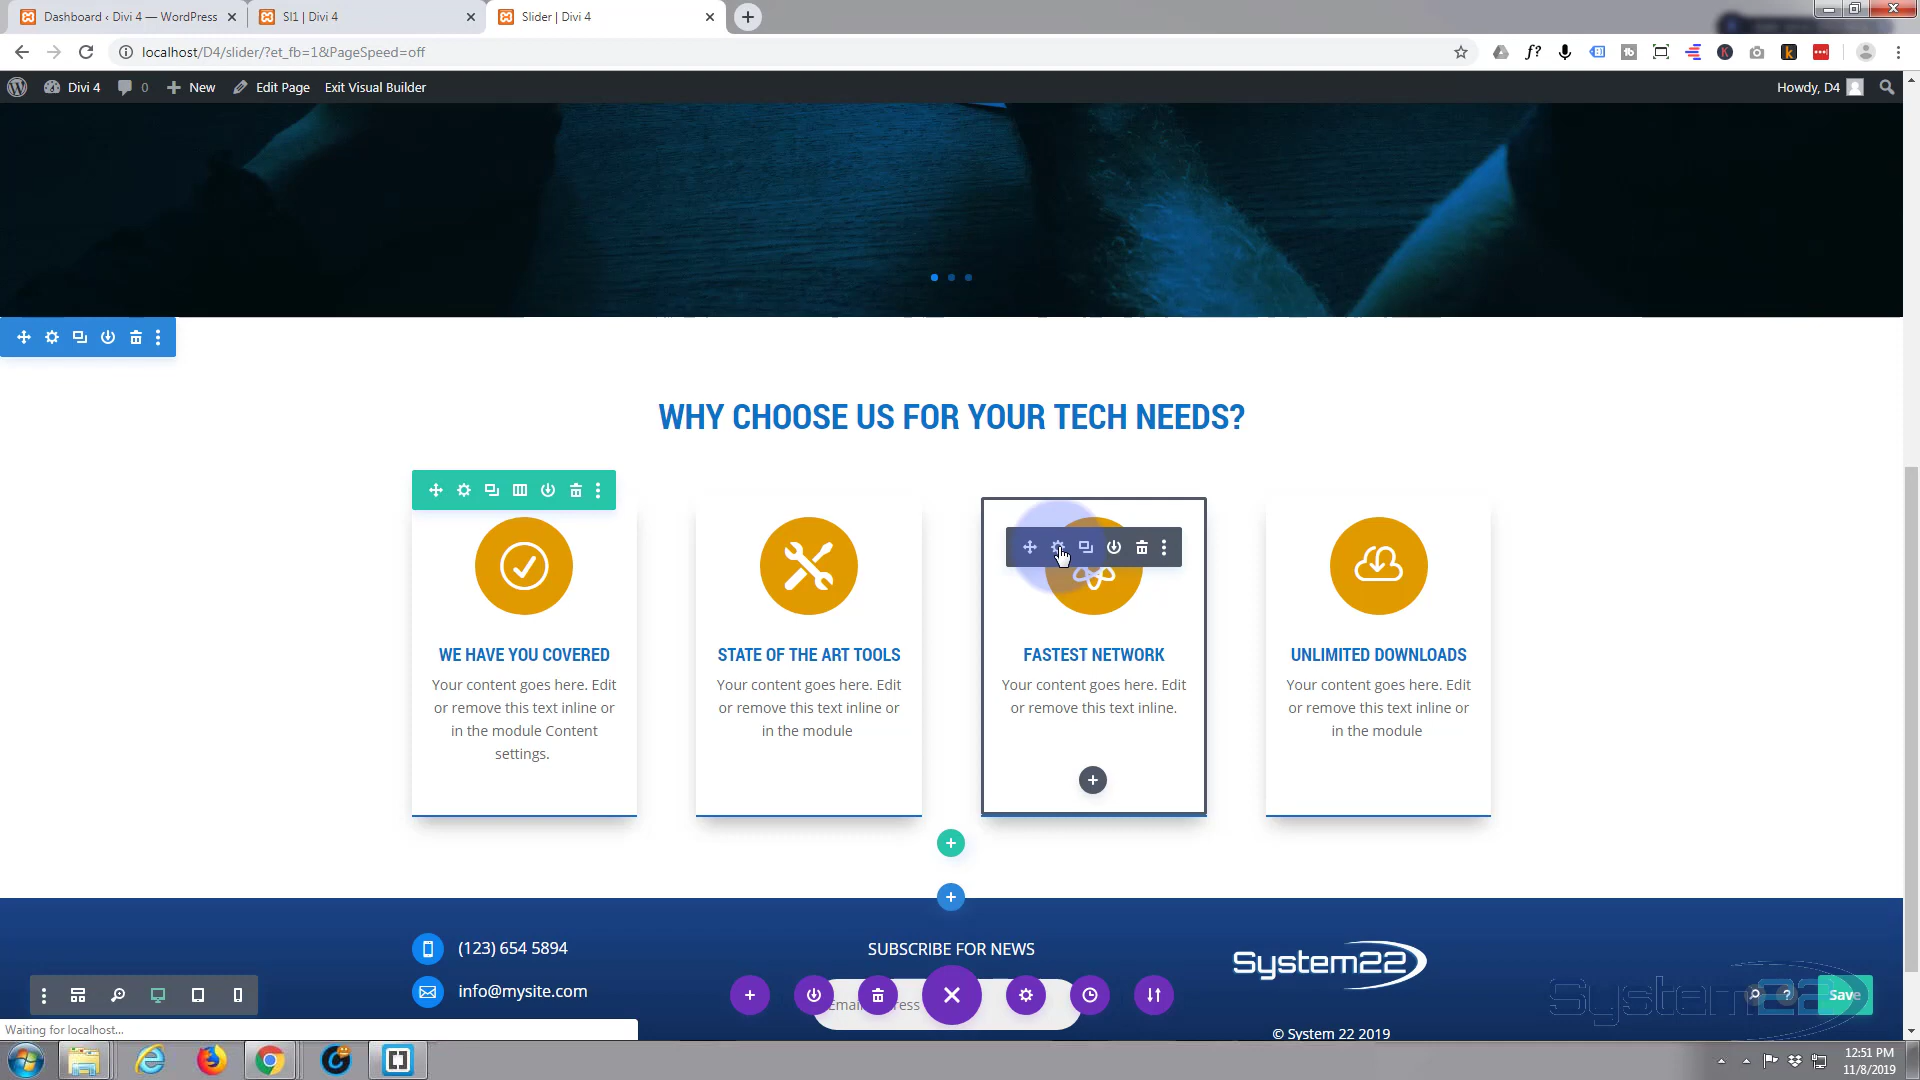 Dashboard ‹ Divi 4 — WordPress
Sl1 | Divi 4
Slider | Divi 4
localhost/D4/slider/?et_fb=1&PageSpeed=off
Divi 4
0
New
Edit Page
Exit Visual Builder
Howdy, D4
WHY CHOOSE US FOR YOUR TECH NEEDS?
WE HAVE YOU COVERED
Your content goes here. Edit
or remove this text inline or
in the module Content
settings.
STATE OF THE ART TOOLS
Your content goes here. Edit
or remove this text inline or
in the module
FASTEST NETWORK
Your content goes here. Edit
or remove this text inline.
UNLIMITED DOWNLOADS
Your content goes here. Edit
or remove this text inline or
in the module
(123) 654 5894
info@mysite.com
SUBSCRIBE FOR NEWS
System22
© System 22 2019
System22
Save
Waiting for localhost...
12:51 PM
11/8/2019